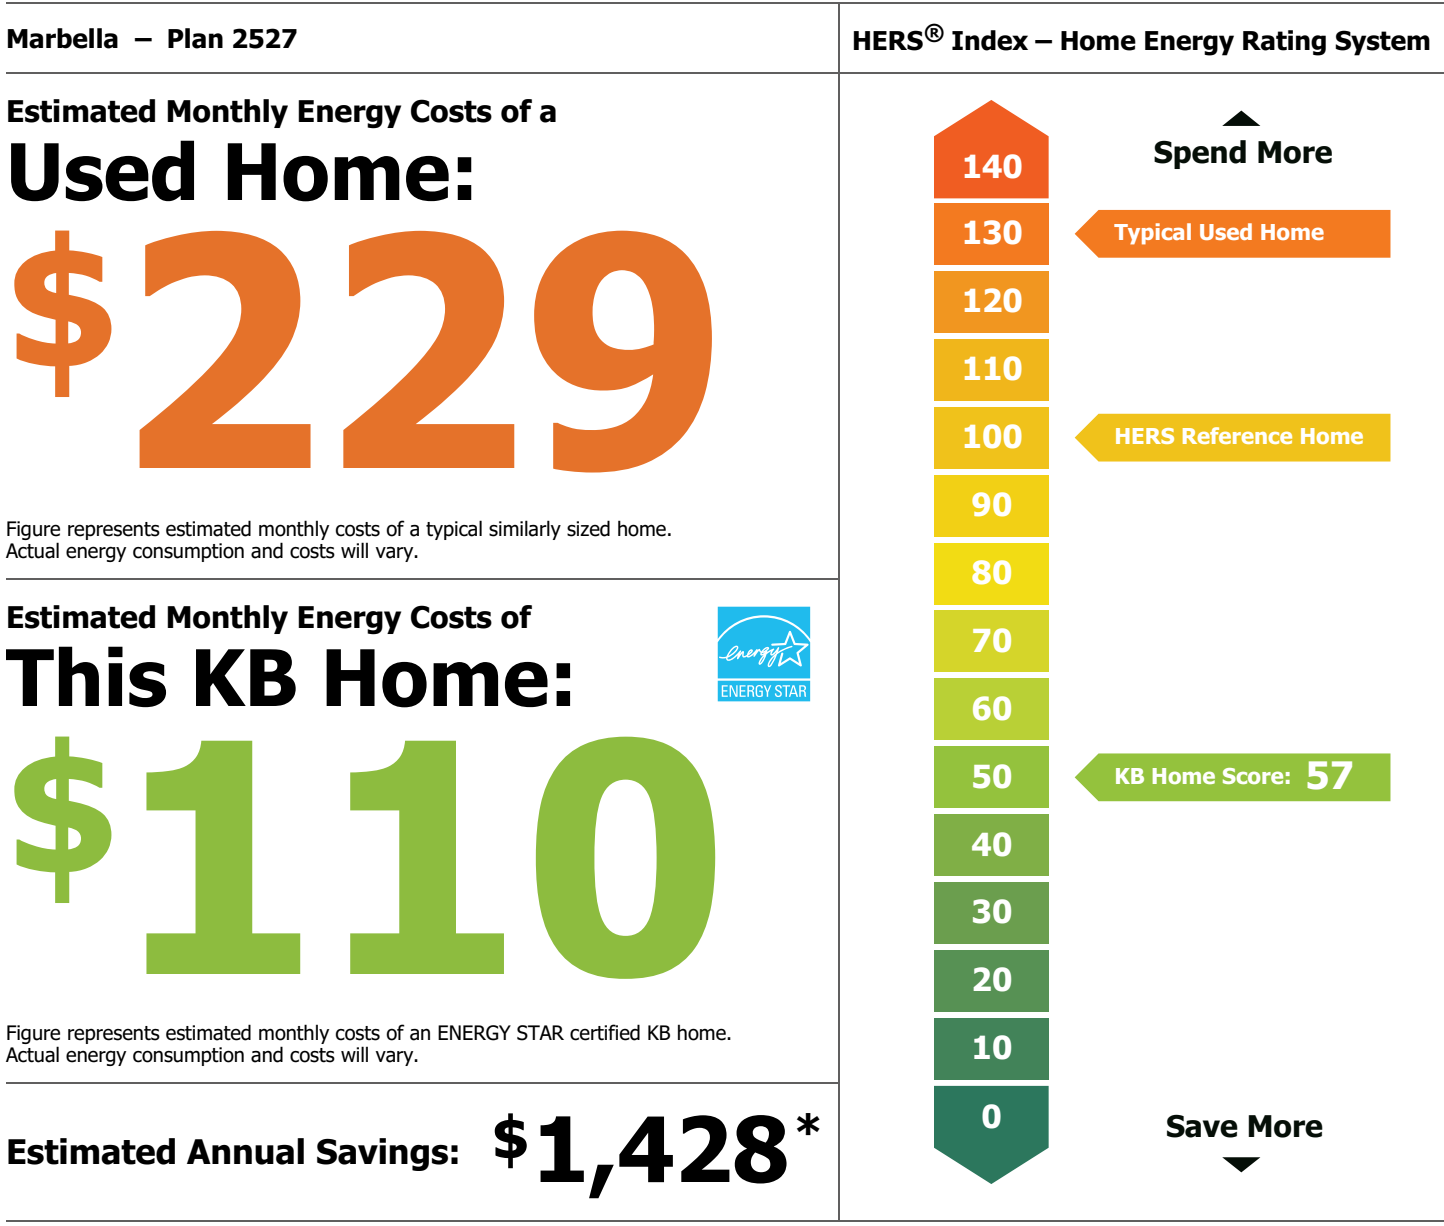 Marbella – Plan 2527
Estimated Monthly Energy Costs of a
Used Home:
$229
Figure represents estimated monthly costs of a typical similarly sized home.
Actual energy consumption and costs will vary.
Estimated Monthly Energy Costs of
This KB Home:
energy
ENERGY STAR
$110
Figure represents estimated monthly costs of an ENERGY STAR certified KB home.
Actual energy consumption and costs will vary.
Estimated Annual Savings: $1,428*
HERS® Index – Home Energy Rating System
Spend More
140
130 Typical Used Home
120
110
100 HERS Reference Home
90
80
70
60
50 KB Home Score: 57
40
30
20
10
0
Save More